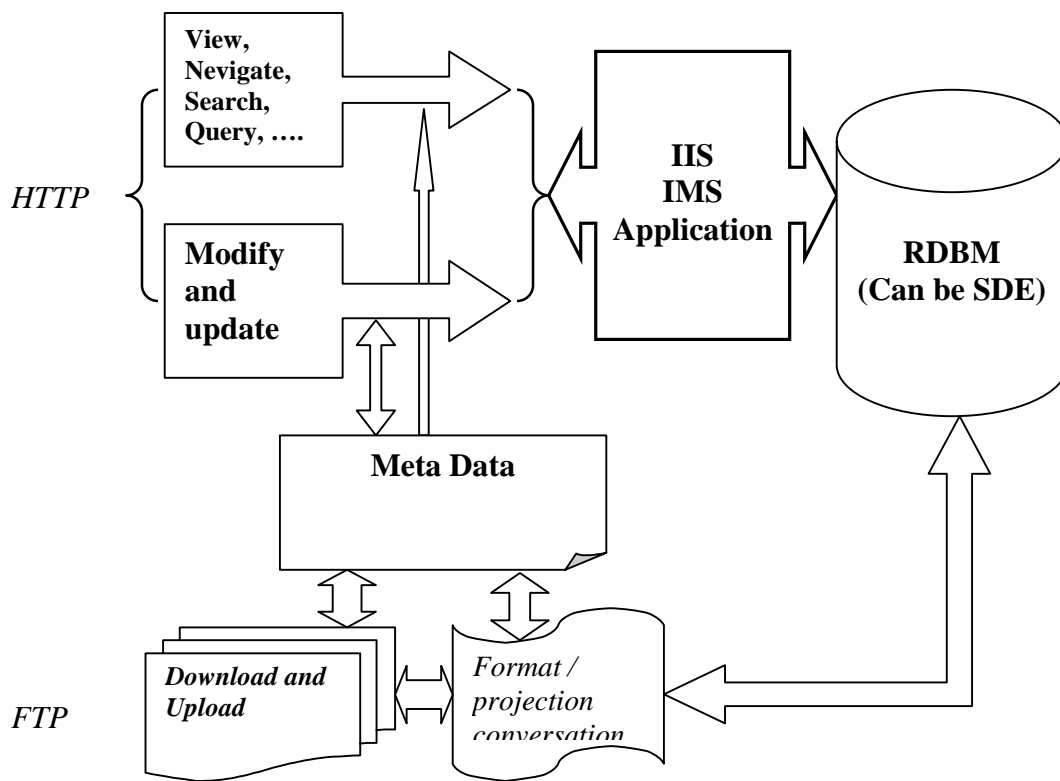 View,
Nevigate,
Search,
Query, ….
HTTP
Modify
and
update
IIS
IMS
Application
RDBM
(Can be SDE)
Meta Data
Download and
Upload
Format /
projection
conversation
FTP